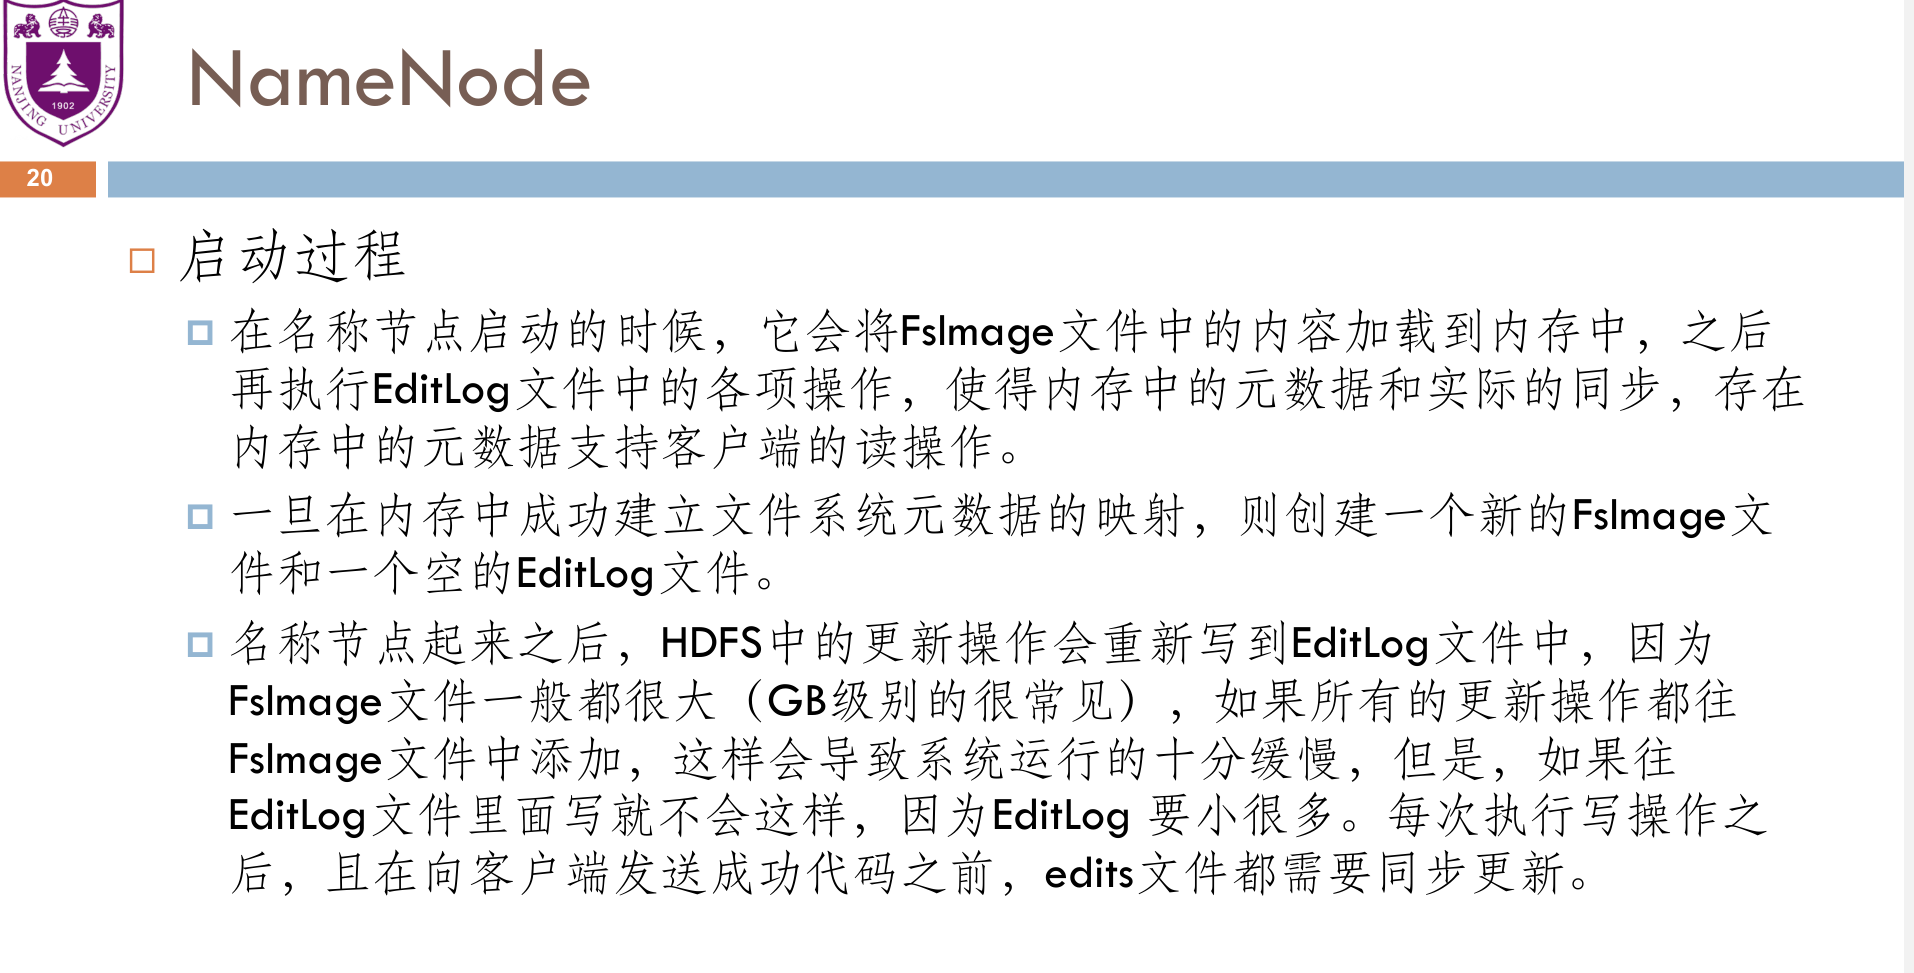 NANJING UNIVERSITY
1902
NameNode
20
启动过程
在名称节点启动的时候，它会将FsImage文件中的内容加载到内存中，之后
再执行EditLog文件中的各项操作，使得内存中的元数据和实际的同步，存在
内存中的元数据支持客户端的读操作。
一旦在内存中成功建立文件系统元数据的映射，则创建一个新的FsImage文
件和一个空的EditLog文件。
名称节点起来之后，HDFS中的更新操作会重新写到EditLog文件中，因为
FsImage文件一般都很大（GB级别的很常见），如果所有的更新操作都往
FsImage文件中添加，这样会导致系统运行的十分缓慢，但是，如果往
EditLog文件里面写就不会这样，因为EditLog 要小很多。每次执行写操作之
后，且在向客户端发送成功代码之前，edits文件都需要同步更新。